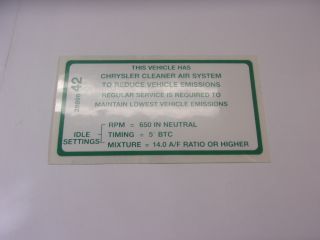 THIS VEHICLE HAS
CHRYSLER CLEANER AIR SYSTEM
TO REDUCE VEHICLE EMISSIONS
REGULAR SERVICE IS REQUIRED TO
MAINTAIN LOWEST VEHICLE EMISSIONS
42
IDLE SETTINGS
RPM = 650 IN NEUTRAL
TIMING = 5° BTC
MIXTURE = 14.0 A/F RATIO OR HIGHER